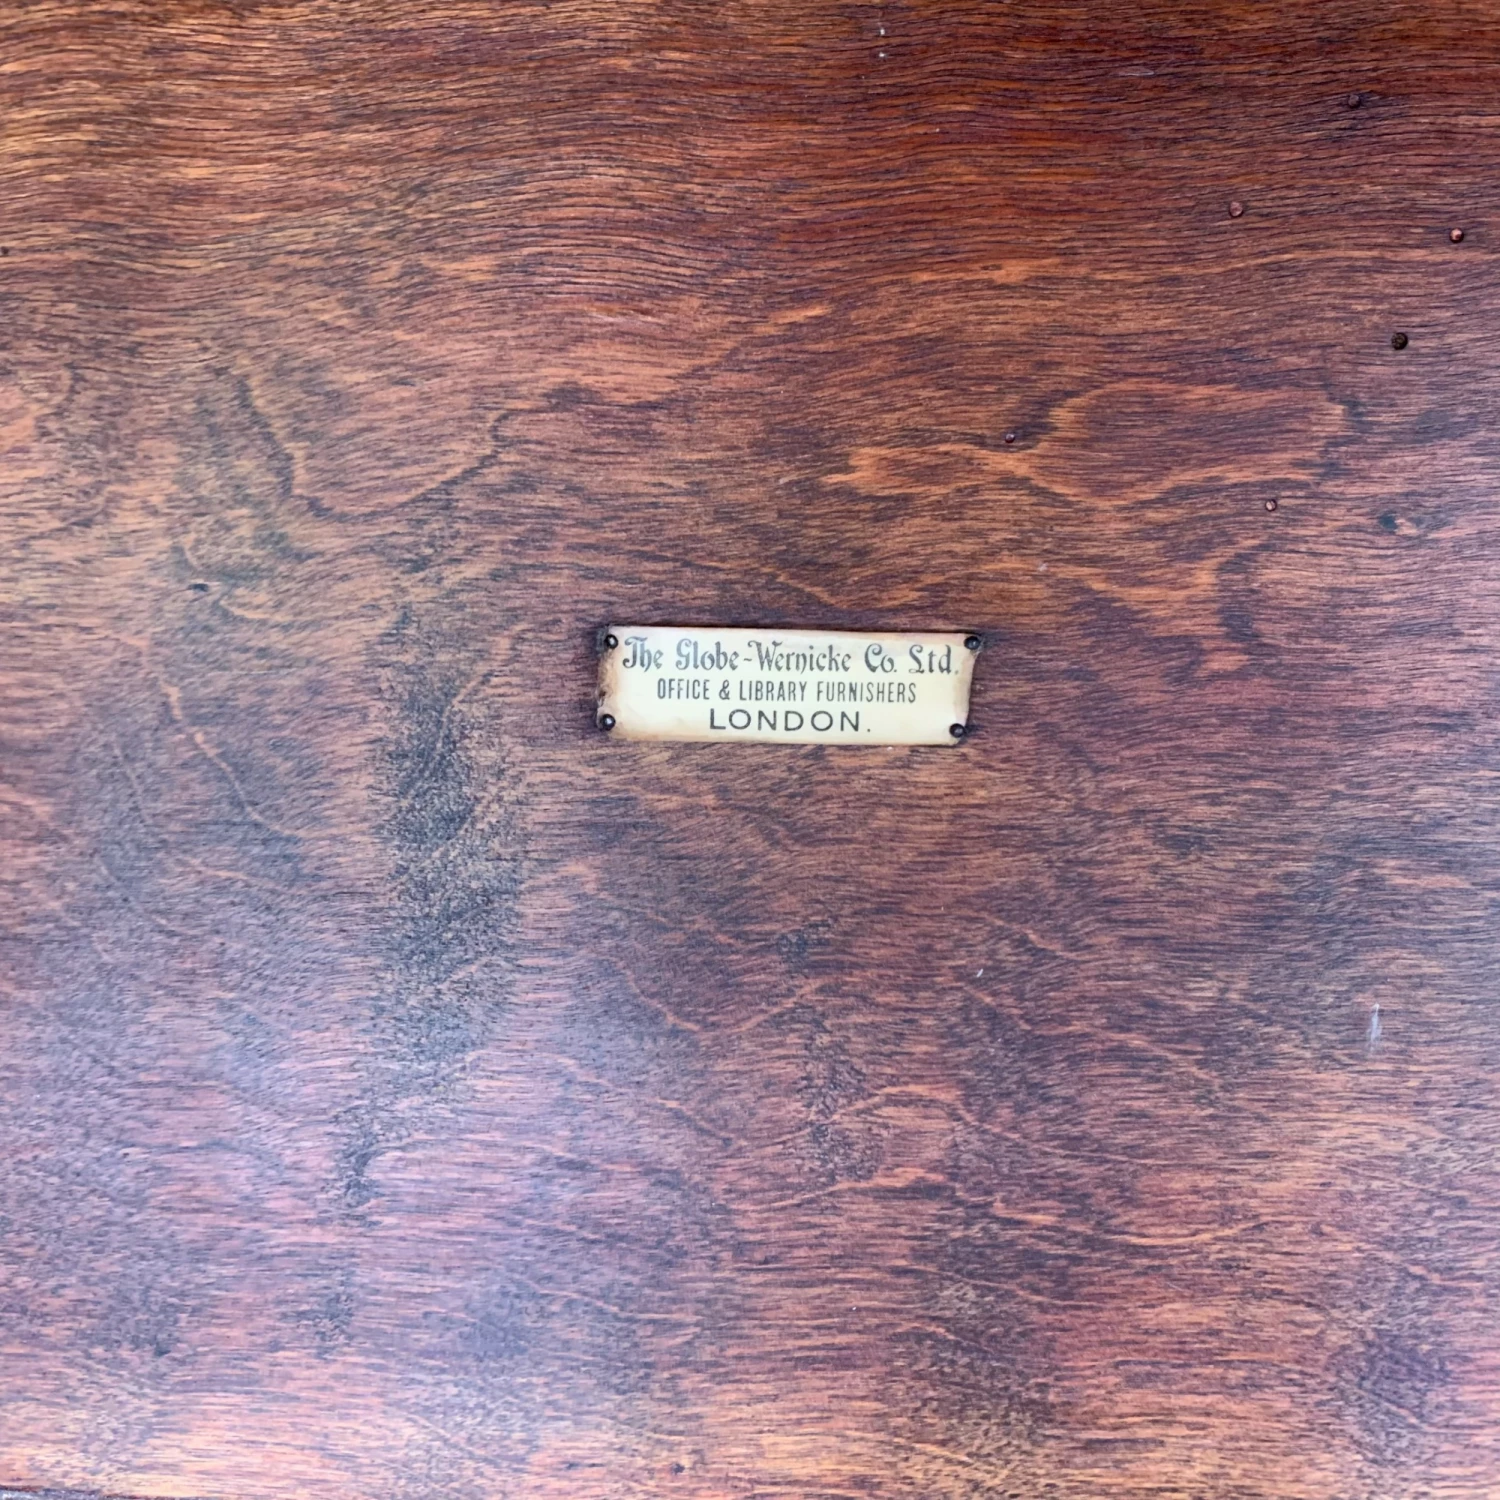 The Globe-Wernicke Co. Ltd.
OFFICE & LIBRARY FURNISHERS
LONDON.